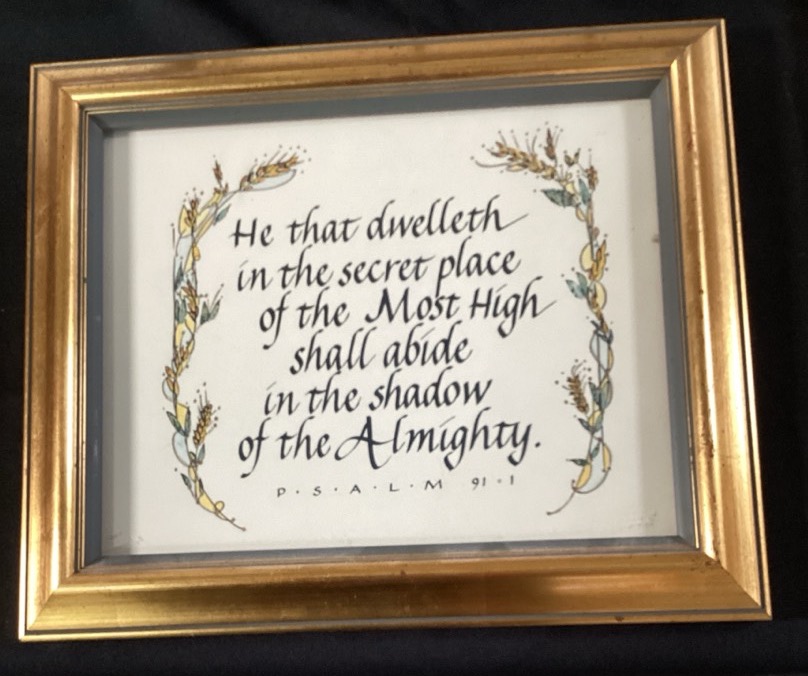 He that dwelleth
in the secret place
of the Most High
shall abide
in the shadow
of the Almighty.
P·S·A·L·M 91·1